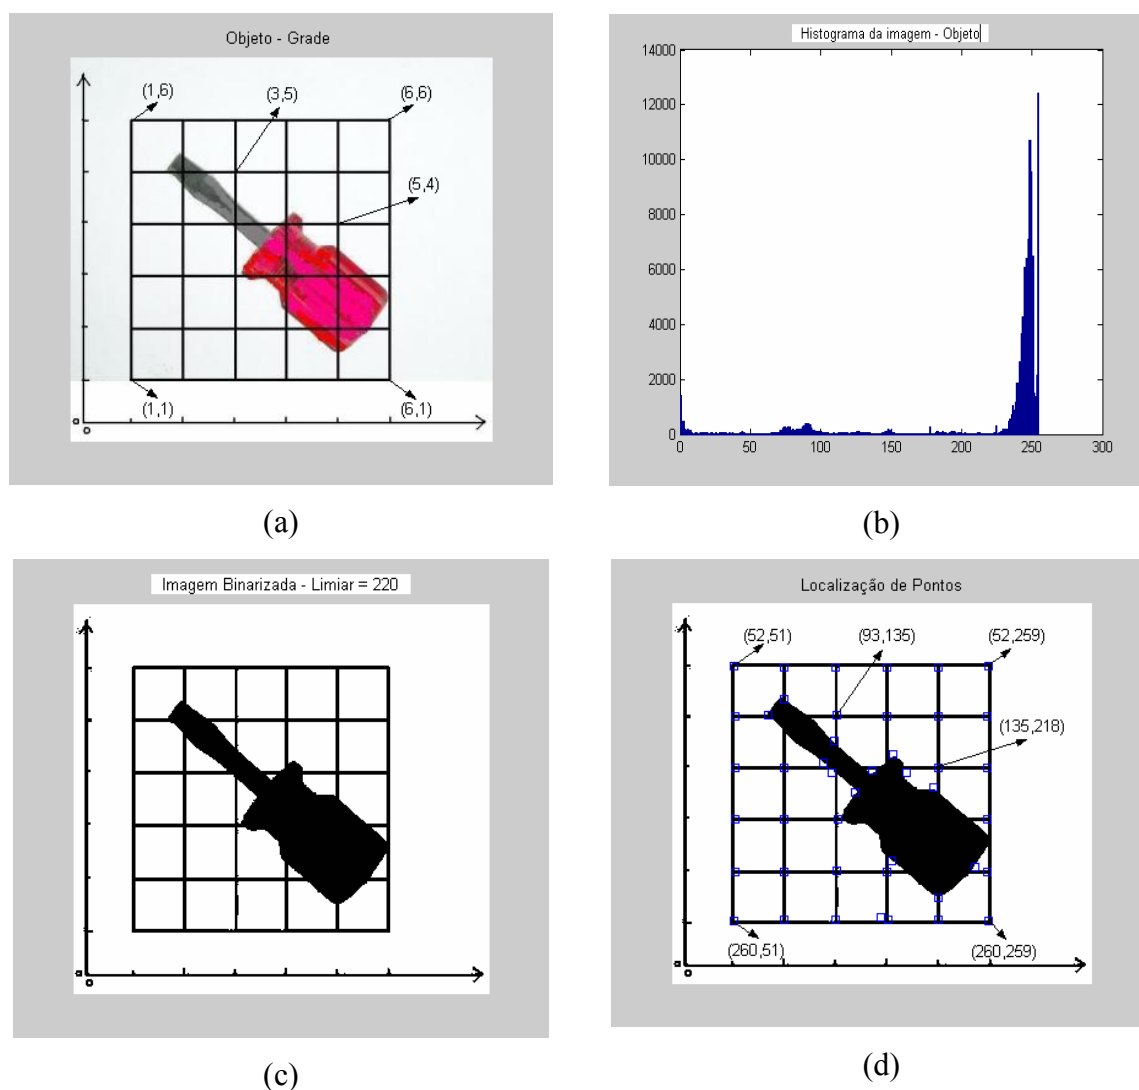 Objeto - Grade
(1,6)
(3,5)
(6,6)
(5,4)
(1,1)
(6,1)
o
o
(a)
Histograma da imagem - Objeto
14000
12000
10000
8000
6000
4000
2000
0
0 50 100 150 200 250 300
(b)
Imagem Binarizada - Limiar = 220
o
o
(c)
Localização de Pontos
(52,51)
(93,135)
(52,259)
(135,218)
(260,51)
(260,259)
o
o
(d)